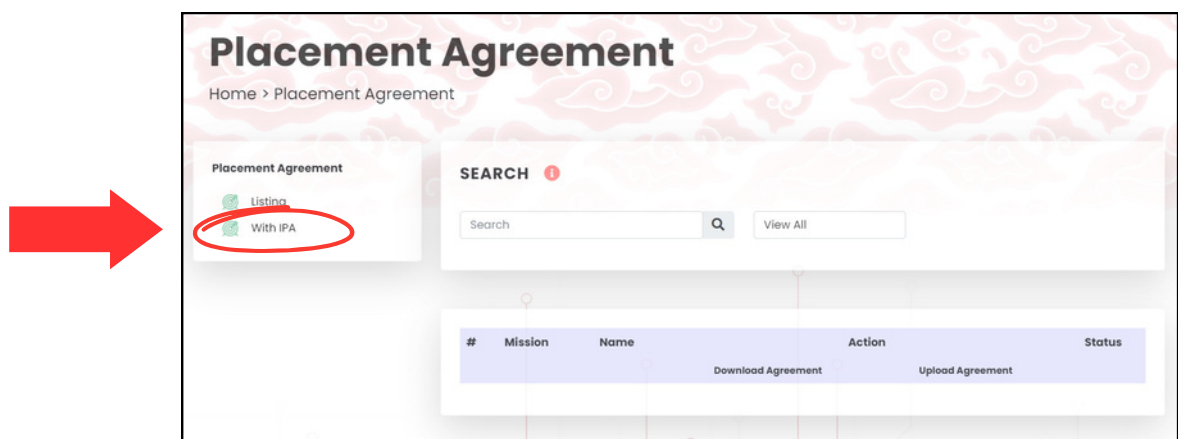 Placement Agreement
Home > Placement Agreement
Placement Agreement
Listing
With IPA
SEARCH
Search
View All
# Mission Name Action Status
Download Agreement Upload Agreement